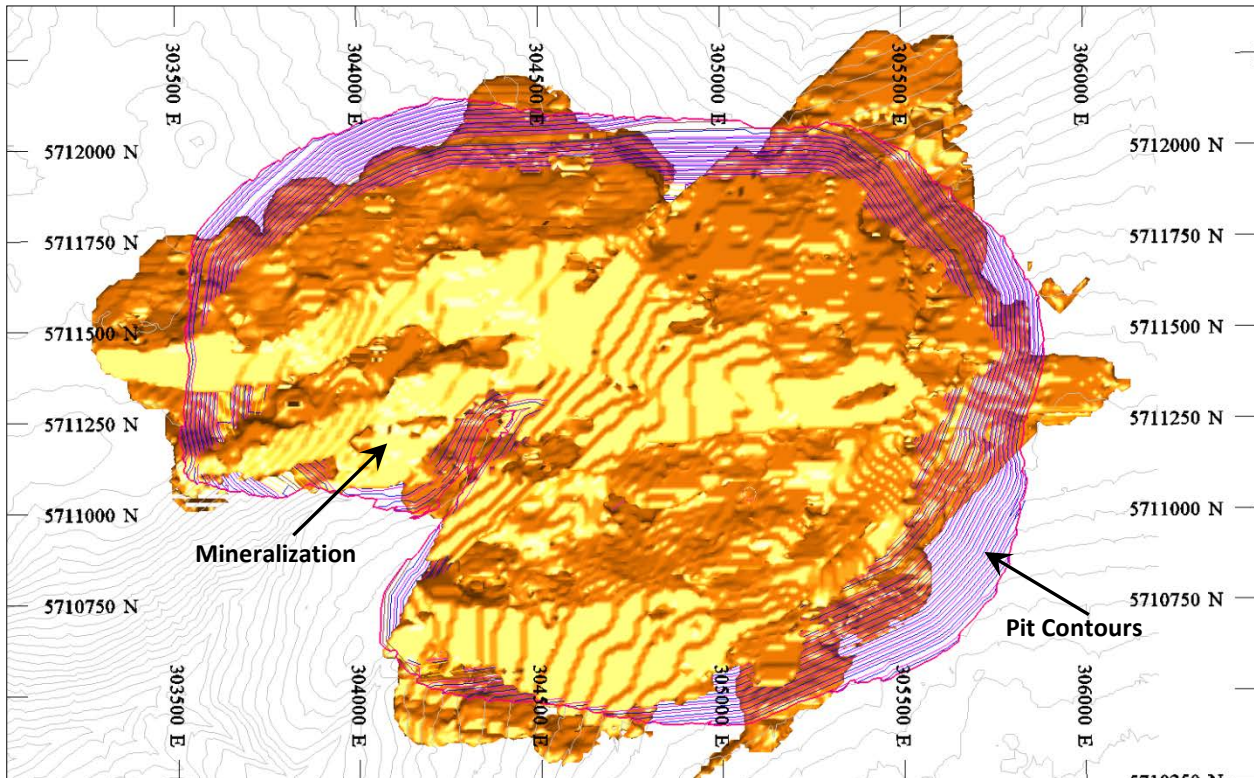 303500 E
304000 E
304500 E
305000 E
305500 E
306000 E
5712000 N
5712000 N
5711750 N
5711750 N
5711500 N
5711500 N
5711250 N
5711250 N
5711000 N
5711000 N
Mineralization
5710750 N
5710750 N
Pit Contours
303500 E
304000 E
304500 E
305000 E
305500 E
306000 E